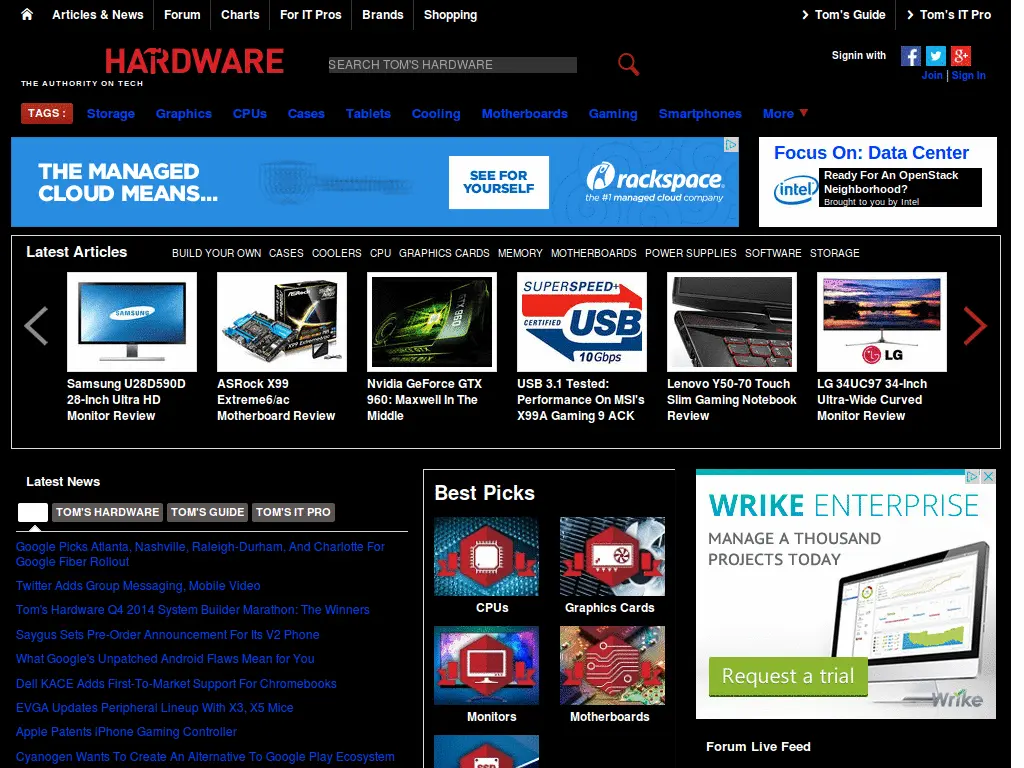 Articles & News Forum Charts For IT Pros Brands Shopping Tom's Guide Tom's IT Pro
HARDWARE
THE AUTHORITY ON TECH
SEARCH TOM'S HARDWARE
Signin with
Join | Sign In
TAGS : Storage Graphics CPUs Cases Tablets Cooling Motherboards Gaming Smartphones More
THE MANAGED
CLOUD MEANS...
SEE FOR
YOURSELF
rackspace.
the #1 managed cloud company
Focus On: Data Center
intel
Ready For An OpenStack
Neighborhood?
Brought to you by Intel
Latest Articles BUILD YOUR OWN CASES COOLERS CPU GRAPHICS CARDS MEMORY MOTHERBOARDS POWER SUPPLIES SOFTWARE STORAGE
SAMSUNG
Samsung U28D590D
28-Inch Ultra HD
Monitor Review
ASRock
ASRock X99
Extreme6/ac
Motherboard Review
960
Nvidia GeForce GTX
960: Maxwell In The
Middle
SUPERSPEED+
CERTIFIED USB
10Gbps
USB 3.1 Tested:
Performance On MSI's
X99A Gaming 9 ACK
Lenovo Y50-70 Touch
Slim Gaming Notebook
Review
LG
LG 34UC97 34-Inch
Ultra-Wide Curved
Monitor Review
Latest News
TOM'S HARDWARE TOM'S GUIDE TOM'S IT PRO
Google Picks Atlanta, Nashville, Raleigh-Durham, And Charlotte For
Google Fiber Rollout
Twitter Adds Group Messaging, Mobile Video
Tom's Hardware Q4 2014 System Builder Marathon: The Winners
Saygus Sets Pre-Order Announcement For Its V2 Phone
What Google's Unpatched Android Flaws Mean for You
Dell KACE Adds First-To-Market Support For Chromebooks
EVGA Updates Peripheral Lineup With X3, X5 Mice
Apple Patents iPhone Gaming Controller
Cyanogen Wants To Create An Alternative To Google Play Ecosystem
Best Picks
CPUs
Graphics Cards
Monitors
Motherboards
SSD
WRIKE ENTERPRISE
MANAGE A THOUSAND
PROJECTS TODAY
Request a trial
Wrike
Forum Live Feed